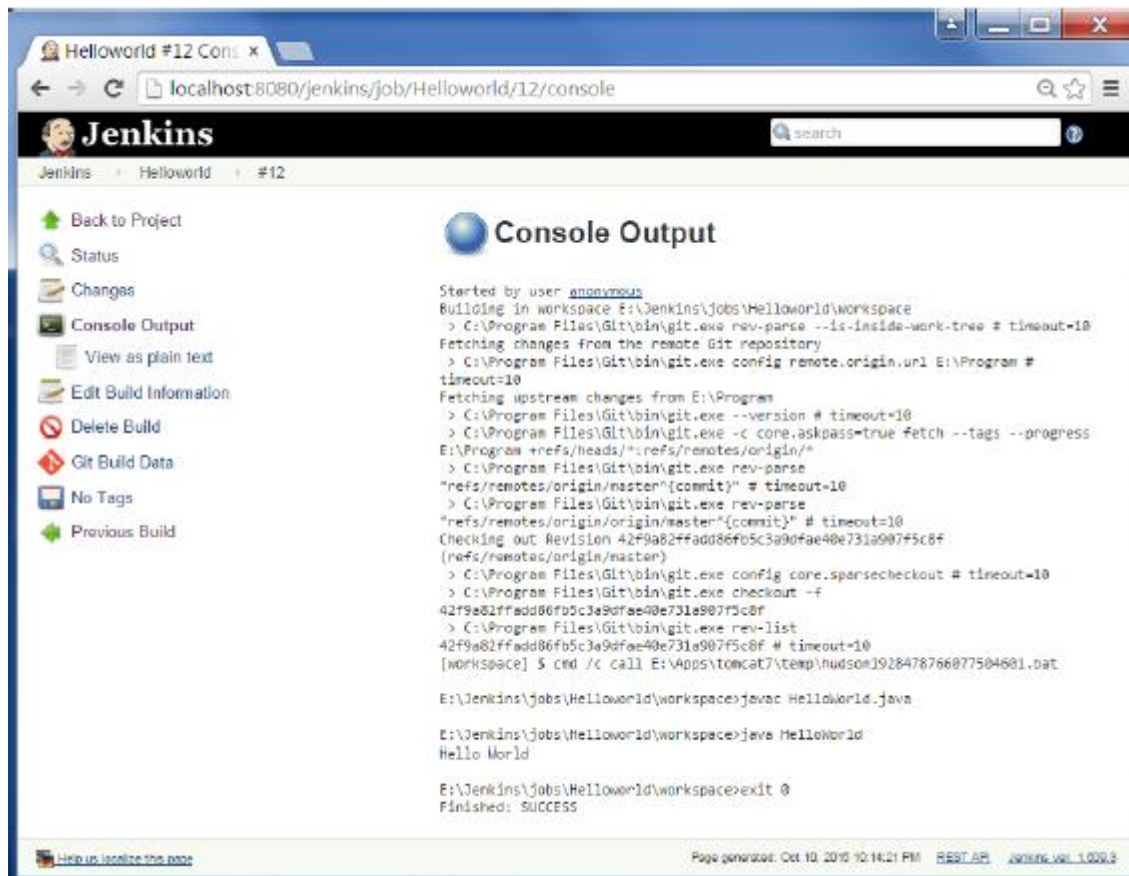 Helloworld #12 Cons
localhost:8080/jenkins/job/Helloworld/12/console
Jenkins
search
Jenkins
Helloworld
#12
Back to Project
Status
Changes
Console Output
View as plain text
Edit Build Information
Delete Build
Git Build Data
No Tags
Previous Build
Console Output
Started by user anonymous
Building in workspace E:\Jenkins\jobs\Helloworld\workspace
> C:\Program Files\Git\bin\git.exe rev-parse --is-inside-work-tree # timeout=10
Fetching changes from the remote Git repository
> C:\Program Files\Git\bin\git.exe config remote.origin.url E:\Program #
timeout=10
Fetching upstream changes from E:\Program
> C:\Program Files\Git\bin\git.exe --version # timeout=10
> C:\Program Files\Git\bin\git.exe -c core.askpass=true fetch --tags --progress
E:\Program +refs/heads/*:refs/remotes/origin/*
> C:\Program Files\Git\bin\git.exe rev-parse
"refs/remotes/origin/master^{commit}" # timeout=10
> C:\Program Files\Git\bin\git.exe rev-parse
"refs/remotes/origin/origin/master^{commit}" # timeout=10
Checking out Revision 42f9a82ffadd86fb5c3a9dfae40e731a907f5c8f
(refs/remotes/origin/master)
> C:\Program Files\Git\bin\git.exe config core.sparsecheckout # timeout=10
> C:\Program Files\Git\bin\git.exe checkout -f
42f9a82ffadd86fb5c3a9dfae40e731a907f5c8f
> C:\Program Files\Git\bin\git.exe rev-list
42f9a82ffadd86fb5c3a9dfae40e731a907f5c8f # timeout=10
[workspace] $ cmd /c call E:\Apps\tomcat7\temp\hudson1928478766077504601.bat
E:\Jenkins\jobs\Helloworld\workspace>javac HelloWorld.java
E:\Jenkins\jobs\Helloworld\workspace>java HelloWorld
Hello World
E:\Jenkins\jobs\Helloworld\workspace>exit 0
Finished: SUCCESS
Help us localize this page
Page generated: Oct 10, 2015 10:14:21 PM
REST API
Jenkins ver. 1.609.3